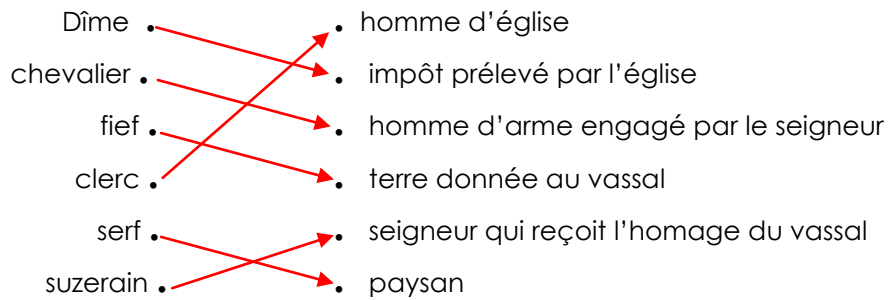 Dîme . . homme d’église
chevalier . . impôt prélevé par l’église
fief . . homme d’arme engagé par le seigneur
clerc . . terre donnée au vassal
serf . . seigneur qui reçoit l’homage du vassal
suzerain . . paysan